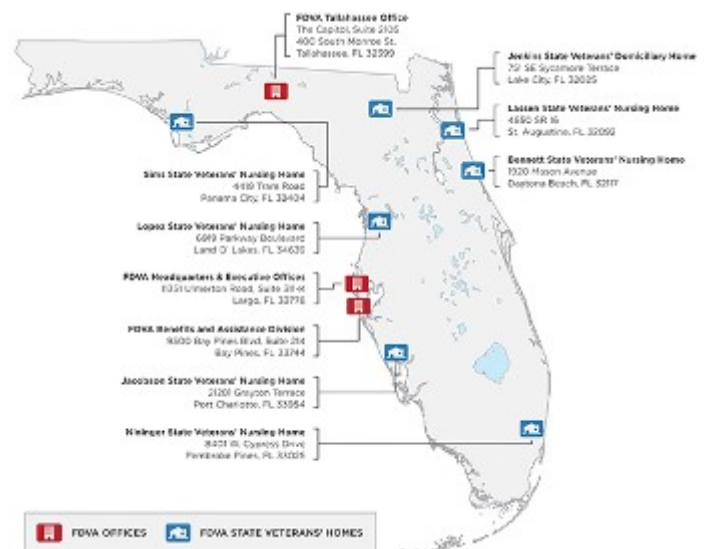 FDVA Tallahassee Office
The Capitol, Suite 2105
400 South Monroe St.
Tallahassee, FL 32399
Jenkins State Veterans' Domiciliary Home
751 SE Sycamore Terrace
Lake City, FL 32025
Lassen State Veterans' Nursing Home
4650 SR 16
St. Augustine, FL 32092
Bennett State Veterans' Nursing Home
1920 Mason Avenue
Daytona Beach, FL 32117
Sims State Veterans' Nursing Home
4419 Tram Road
Panama City, FL 32404
Lopez State Veterans' Nursing Home
6919 Parkway Boulevard
Land O' Lakes, FL 34639
FDVA Headquarters & Executive Offices
11351 Ulmerton Road, Suite 311-K
Largo, FL 33778
FDVA Benefits and Assistance Division
9500 Bay Pines Blvd, Suite 214
Bay Pines, FL 33744
Jacobson State Veterans' Nursing Home
21281 Grayton Terrace
Port Charlotte, FL 33954
Nininger State Veterans' Nursing Home
8401 W. Cypress Drive
Pembroke Pines, FL 33025
FDVA OFFICES
FDVA STATE VETERANS' HOMES